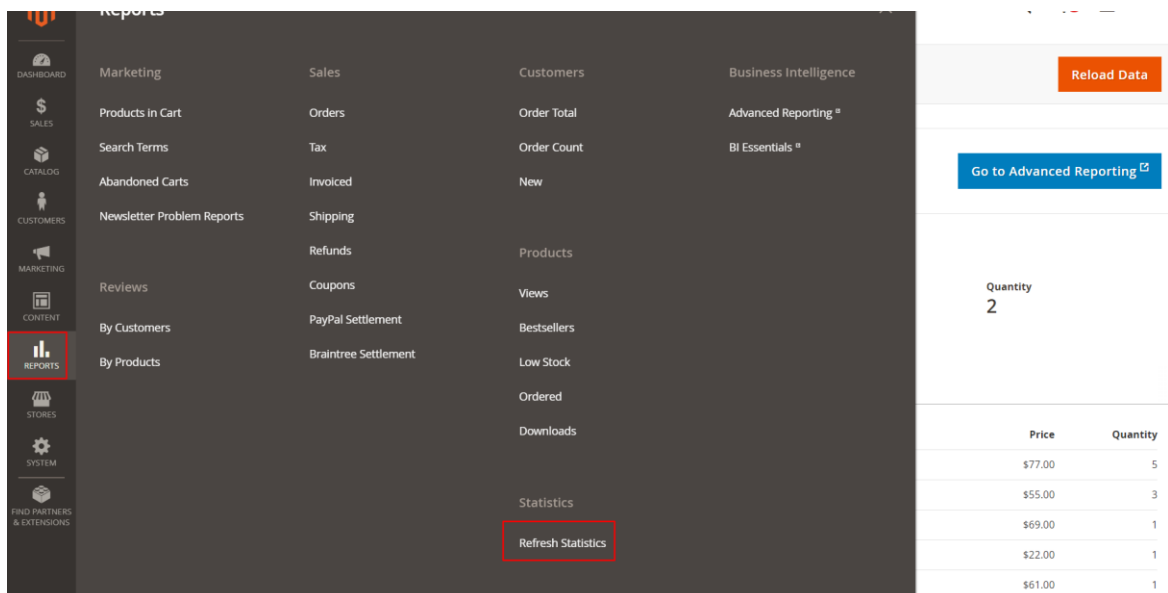 Reports
DASHBOARD
SALES
CATALOG
CUSTOMERS
MARKETING
CONTENT
REPORTS
STORES
SYSTEM
FIND PARTNERS
& EXTENSIONS
Marketing
Products in Cart
Search Terms
Abandoned Carts
Newsletter Problem Reports
Reviews
By Customers
By Products
Sales
Orders
Tax
Invoiced
Shipping
Refunds
Coupons
PayPal Settlement
Braintree Settlement
Customers
Order Total
Order Count
New
Products
Views
Bestsellers
Low Stock
Ordered
Downloads
Statistics
Refresh Statistics
Business Intelligence
Advanced Reporting
BI Essentials
Reload Data
Go to Advanced Reporting
Quantity
2
Price Quantity
$77.00 5
$55.00 3
$69.00 1
$22.00 1
$61.00 1